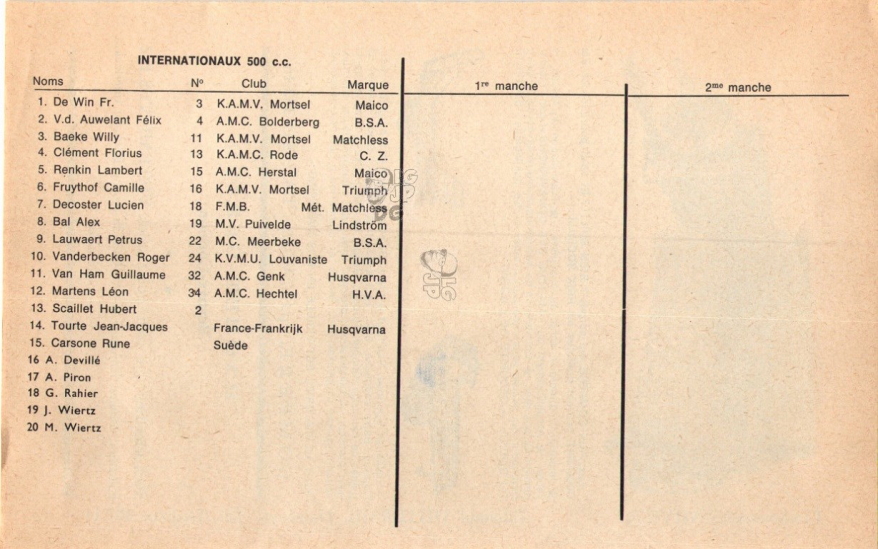 INTERNATIONAUX 500 c.c.
Noms N° Club Marque 1re manche 2me manche
1. De Win Fr. 3 K.A.M.V. Mortsel Maico
2. V.d. Auwelant Félix 4 A.M.C. Bolderberg B.S.A.
3. Baeke Willy 11 K.A.M.V. Mortsel Matchless
4. Clément Florius 13 K.A.M.C. Rode C. Z.
5. Renkin Lambert 15 A.M.C. Herstal Maico
6. Fruythof Camille 16 K.A.M.V. Mortsel Triumph
7. Decoster Lucien 18 F.M.B. Mét. Matchless
8. Bal Alex 19 M.V. Puivelde Lindström
9. Lauwaert Petrus 22 M.C. Meerbeke B.S.A.
10. Vanderbecken Roger 24 K.V.M.U. Louvaniste Triumph
11. Van Ham Guillaume 32 A.M.C. Genk Husqvarna
12. Martens Léon 34 A.M.C. Hechtel H.V.A.
13. Scaillet Hubert 2
14. Tourte Jean-Jacques France-Frankrijk Husqvarna
15. Carsone Rune Suède
16 A. Devillé
17 A. Piron
18 G. Rahier
19 J. Wiertz
20 M. Wiertz